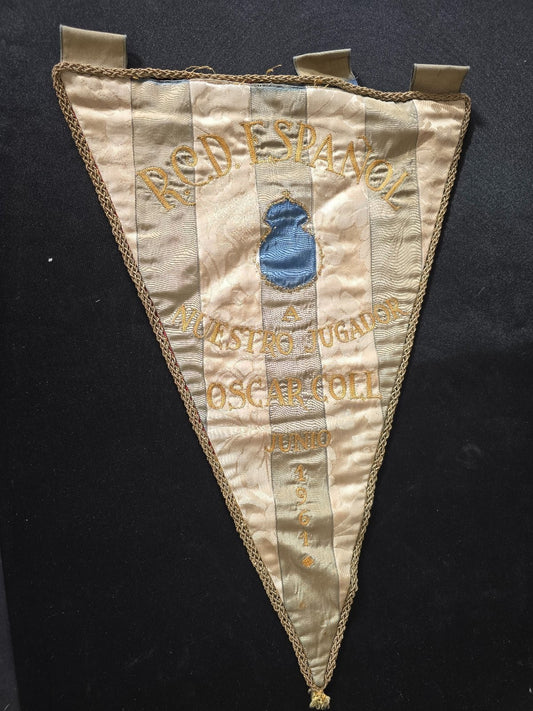 R.C.D. ESPAÑOL
A
NUESTRO JUGADOR
OSCAR COLL
JUNIO
1961